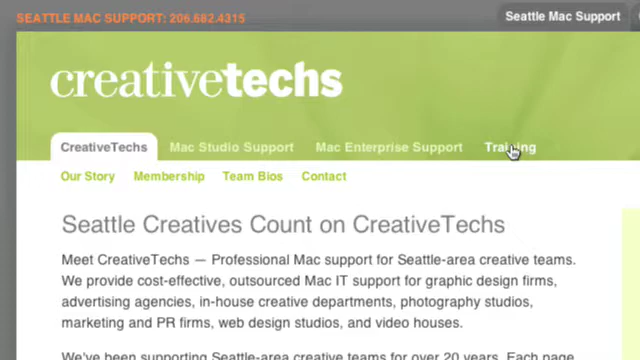 SEATTLE MAC SUPPORT: 206.682.4315
Seattle Mac Support
creativetechs
CreativeTechs Mac Studio Support Mac Enterprise Support Training
Our Story Membership Team Bios Contact
Seattle Creatives Count on CreativeTechs
Meet CreativeTechs — Professional Mac support for Seattle-area creative teams.
We provide cost-effective, outsourced Mac IT support for graphic design firms,
advertising agencies, in-house creative departments, photography studios,
marketing and PR firms, web design studios, and video houses.
We've been supporting Seattle-area creative teams for over 20 years. Each page